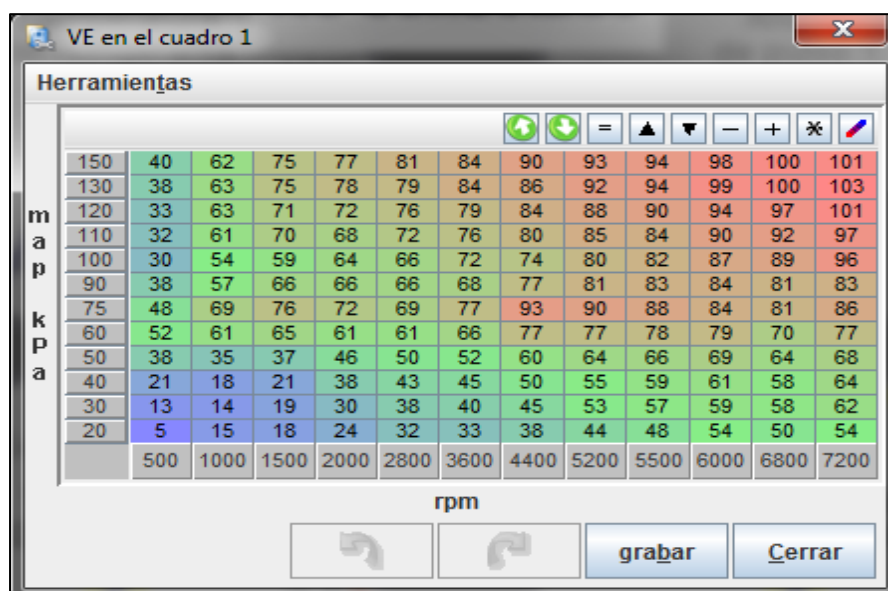 VE en el cuadro 1
Herramientas
= - + *
150 40 62 75 77 81 84 90 93 94 98 100 101
130 38 63 75 78 79 84 86 92 94 99 100 103
120 33 63 71 72 76 79 84 88 90 94 97 101
110 32 61 70 68 72 76 80 85 84 90 92 97
100 30 54 59 64 66 72 74 80 82 87 89 96
90 38 57 66 66 66 68 77 81 83 84 81 83
75 48 69 76 72 69 77 93 90 88 84 81 86
60 52 61 65 61 61 66 77 77 78 79 70 77
50 38 35 37 46 50 52 60 64 66 69 64 68
40 21 18 21 38 43 45 50 55 59 61 58 64
30 13 14 19 30 38 40 45 53 57 59 58 62
20 5 15 18 24 32 33 38 44 48 54 50 54
500 1000 1500 2000 2800 3600 4400 5200 5500 6000 6800 7200
map kPa
rpm
grabar Cerrar